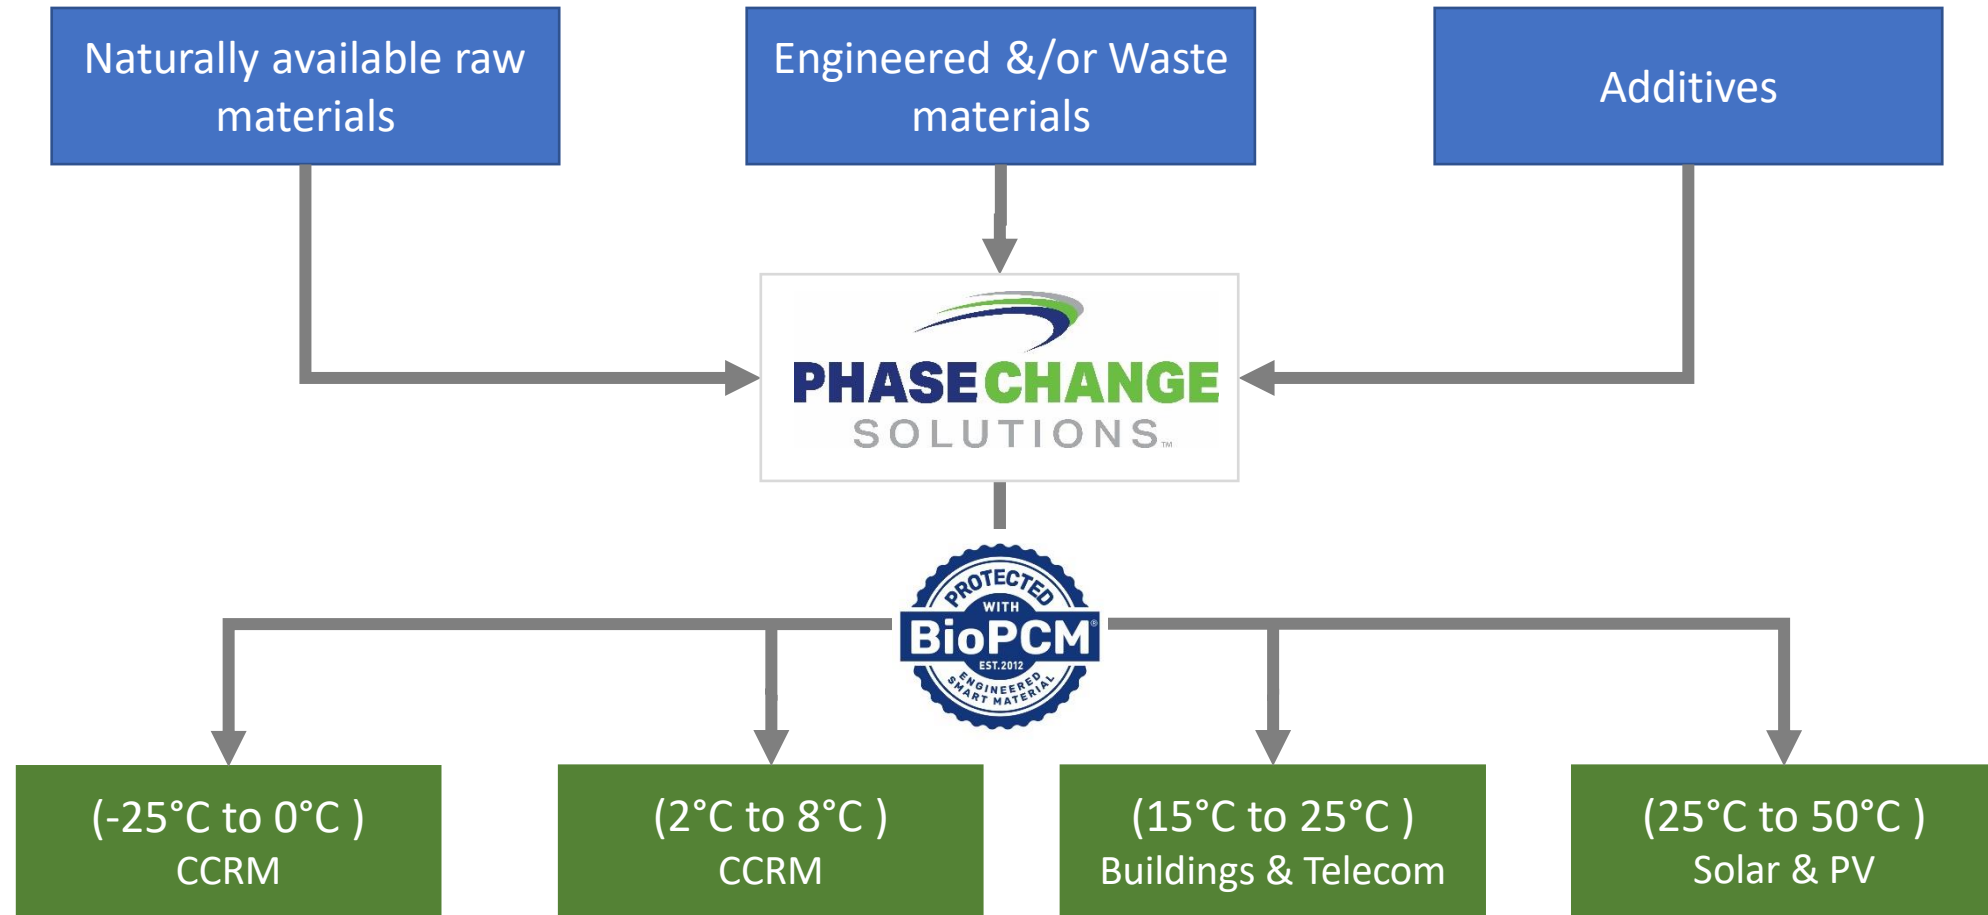 Naturally available raw
materials
Engineered &/or Waste
materials
Additives
PHASE CHANGE
SOLUTIONS™
PROTECTED
WITH
BioPCM®
EST.2012
ENGINEERED
SMART MATERIAL
(-25°C to 0°C )
CCRM
(2°C to 8°C )
CCRM
(15°C to 25°C )
Buildings & Telecom
(25°C to 50°C )
Solar & PV